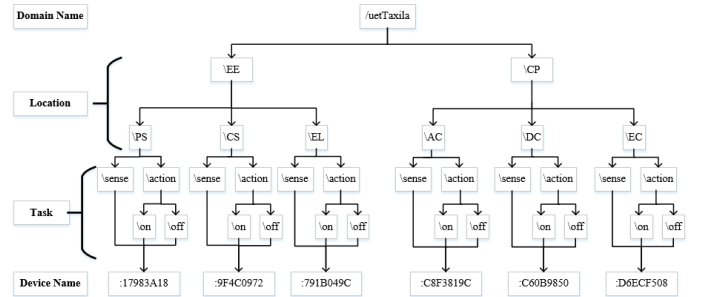 Domain Name
/uetTaxila
\EE
\CP
Location
\PS
\CS
\EL
\AC
\DC
\EC
\sense
\action
\sense
\action
\sense
\action
\sense
\action
\sense
\action
\sense
\action
Task
\on
\off
\on
\off
\on
\off
\on
\off
\on
\off
\on
\off
Device Name
:17983A18
:9F4C0972
:791B049C
:C8F3819C
:C60B9850
:D6ECF508